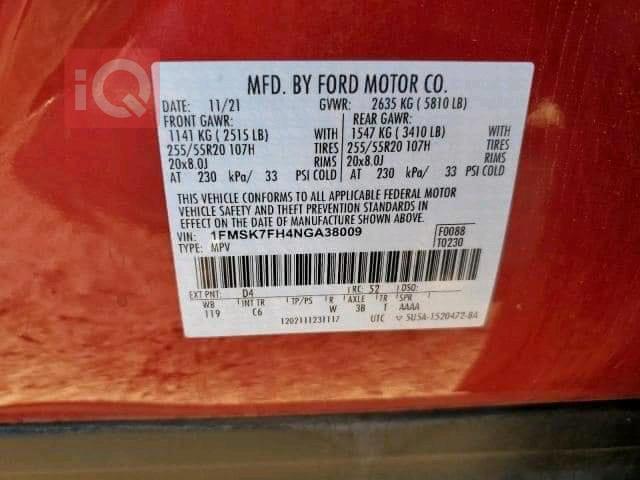 iQ
MFD. BY FORD MOTOR CO.
DATE: 11/21 GVWR: 2635 KG ( 5810 LB)
FRONT GAWR: REAR GAWR:
1141 KG ( 2515 LB) WITH 1547 KG ( 3410 LB) WITH
255/55R20 107H TIRES 255/55R20 107H TIRES
20x8.0J RIMS 20x8.0J RIMS
AT 230 kPa/ 33 PSI COLD AT 230 kPa/ 33 PSI COLD
THIS VEHICLE CONFORMS TO ALL APPLICABLE FEDERAL MOTOR
VEHICLE SAFETY AND THEFT PREVENTION STANDARDS IN EFFECT
ON THE DATE OF MANUFACTURE SHOWN ABOVE.
VIN: 1FMSK7FH4NGA38009 F0088
TYPE: MPV T0230
EXT PNT: D4 RC: 52 DSO:
WB INT TR TP/PS R AXLE TR SPR
119 C6 W 3B T AAAA
UTC 5U5A-1520472-BA